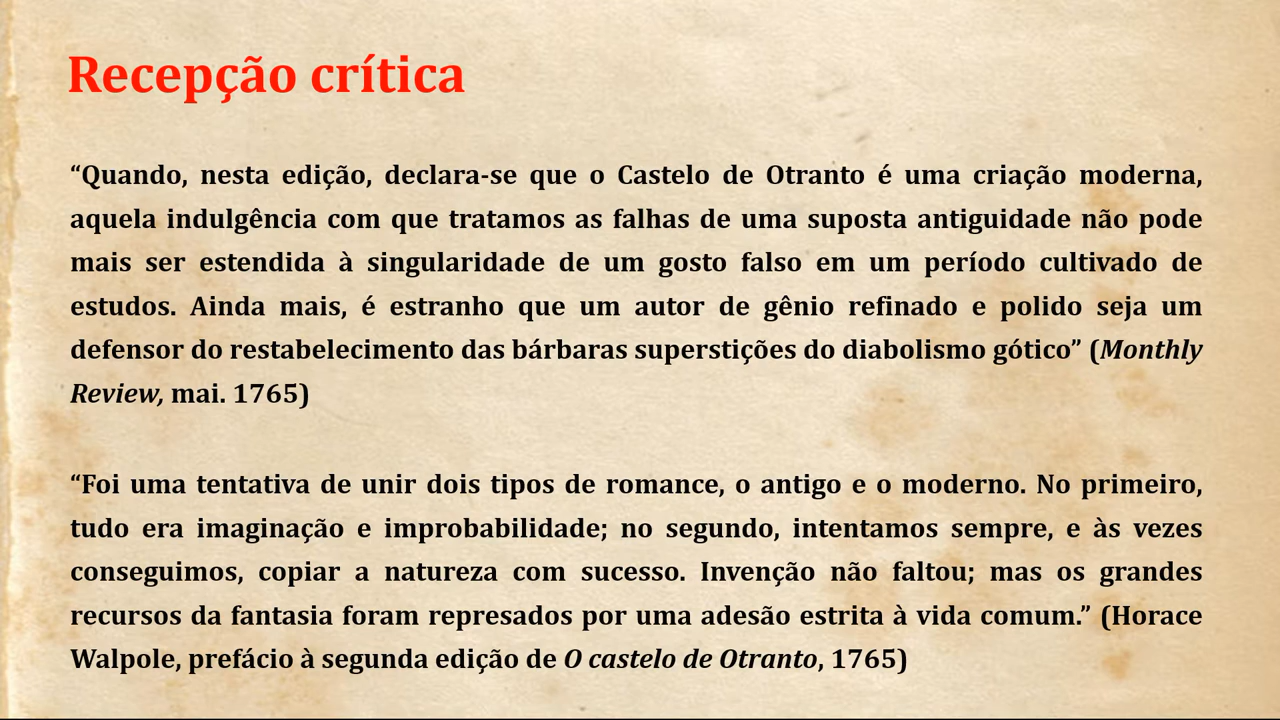 Recepção crítica
“Quando, nesta edição, declara-se que o Castelo de Otranto é uma criação moderna,
aquela indulgência com que tratamos as falhas de uma suposta antiguidade não pode
mais ser estendida à singularidade de um gosto falso em um período cultivado de
estudos. Ainda mais, é estranho que um autor de gênio refinado e polido seja um
defensor do restabelecimento das bárbaras superstições do diabolismo gótico” (Monthly
Review, mai. 1765)
“Foi uma tentativa de unir dois tipos de romance, o antigo e o moderno. No primeiro,
tudo era imaginação e improbabilidade; no segundo, intentamos sempre, e às vezes
conseguimos, copiar a natureza com sucesso. Invenção não faltou; mas os grandes
recursos da fantasia foram represados por uma adesão estrita à vida comum.” (Horace
Walpole, prefácio à segunda edição de O castelo de Otranto, 1765)